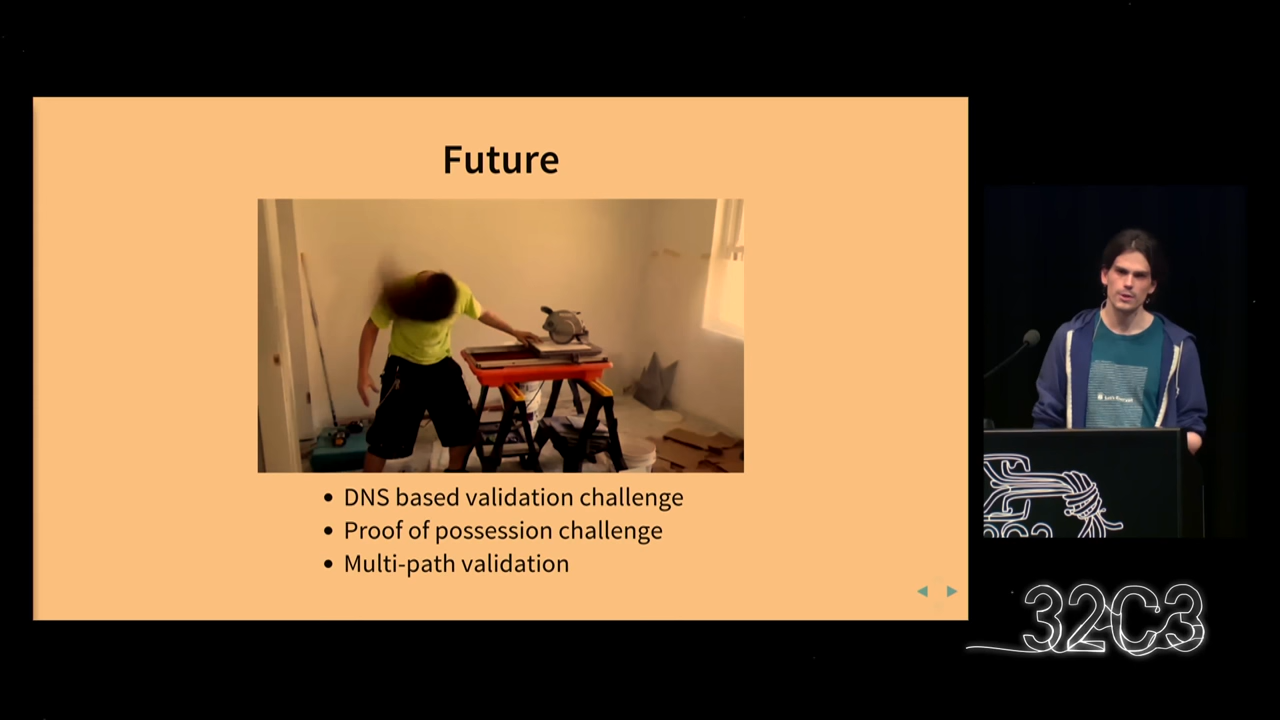 Future
DNS based validation challenge
Proof of possession challenge
Multi-path validation
32C3